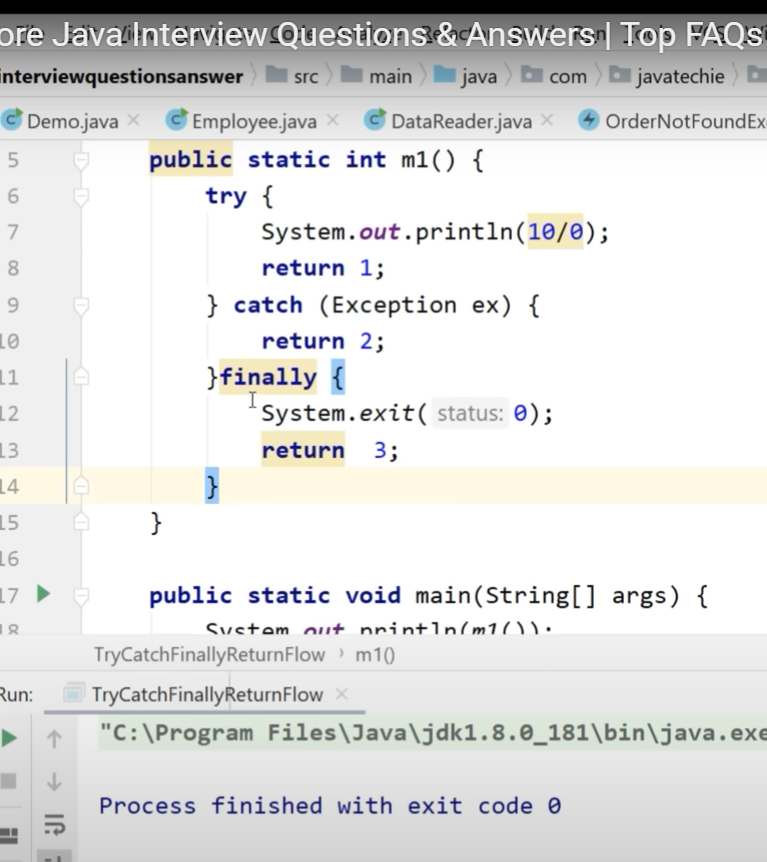 ore Java Interview Questions & Answers | Top FAQs
interviewquestionsanswer src main java com javatechie
Demo.java Employee.java DataReader.java OrderNotFoundEx
5 public static int m1() {
6 try {
7 System.out.println(10/0);
8 return 1;
9 } catch (Exception ex) {
10 return 2;
11 }finally {
12 System.exit( status: 0);
13 return 3;
14 }
15 }
16
17 public static void main(String[] args) {
18 System.out.println(m1());
TryCatchFinallyReturnFlow › m1()
Run: TryCatchFinallyReturnFlow
"C:\Program Files\Java\jdk1.8.0_181\bin\java.exe
Process finished with exit code 0